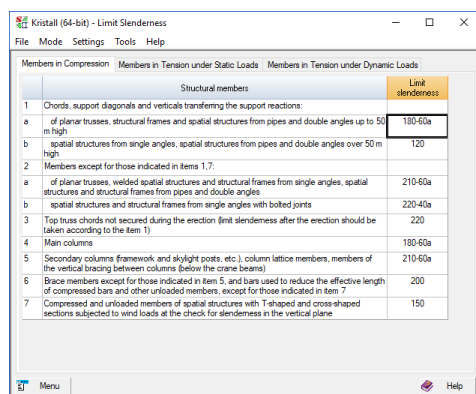 Kristall (64-bit) - Limit Slenderness
File Mode Settings Tools Help
Members in Compression Members in Tension under Static Loads Members in Tension under Dynamic Loads
Structural members Limit slenderness
1 Chords, support diagonals and verticals transferring the support reactions:
a of planar trusses, structural frames and spatial structures from pipes and double angles up to 50 180-60a
m high
b spatial structures from single angles, spatial structures from pipes and double angles over 50 m 120
high
2 Members except for those indicated in items 1,7:
a of planar trusses, welded spatial structures and structural frames from single angles, spatial 210-60a
structures and structural frames from pipes and double angles
b spatial structures and structural frames from single angles with bolted joints 220-40a
3 Top truss chords not secured during the erection (limit slenderness after the erection should be 220
taken according to the item 1)
4 Main columns 180-60a
5 Secondary columns (framework and skylight posts, etc.), column lattice members, members of 210-60a
the vertical bracing between columns (below the crane beams)
6 Brace members except for those indicated in item 5, and bars used to reduce the effective length 200
of compressed bars and other unloaded members, except for those indicated in item 7
7 Compressed and unloaded members of spatial structures with T-shaped and cross-shaped 150
sections subjected to wind loads at the check for slenderness in the vertical plane
Menu Help